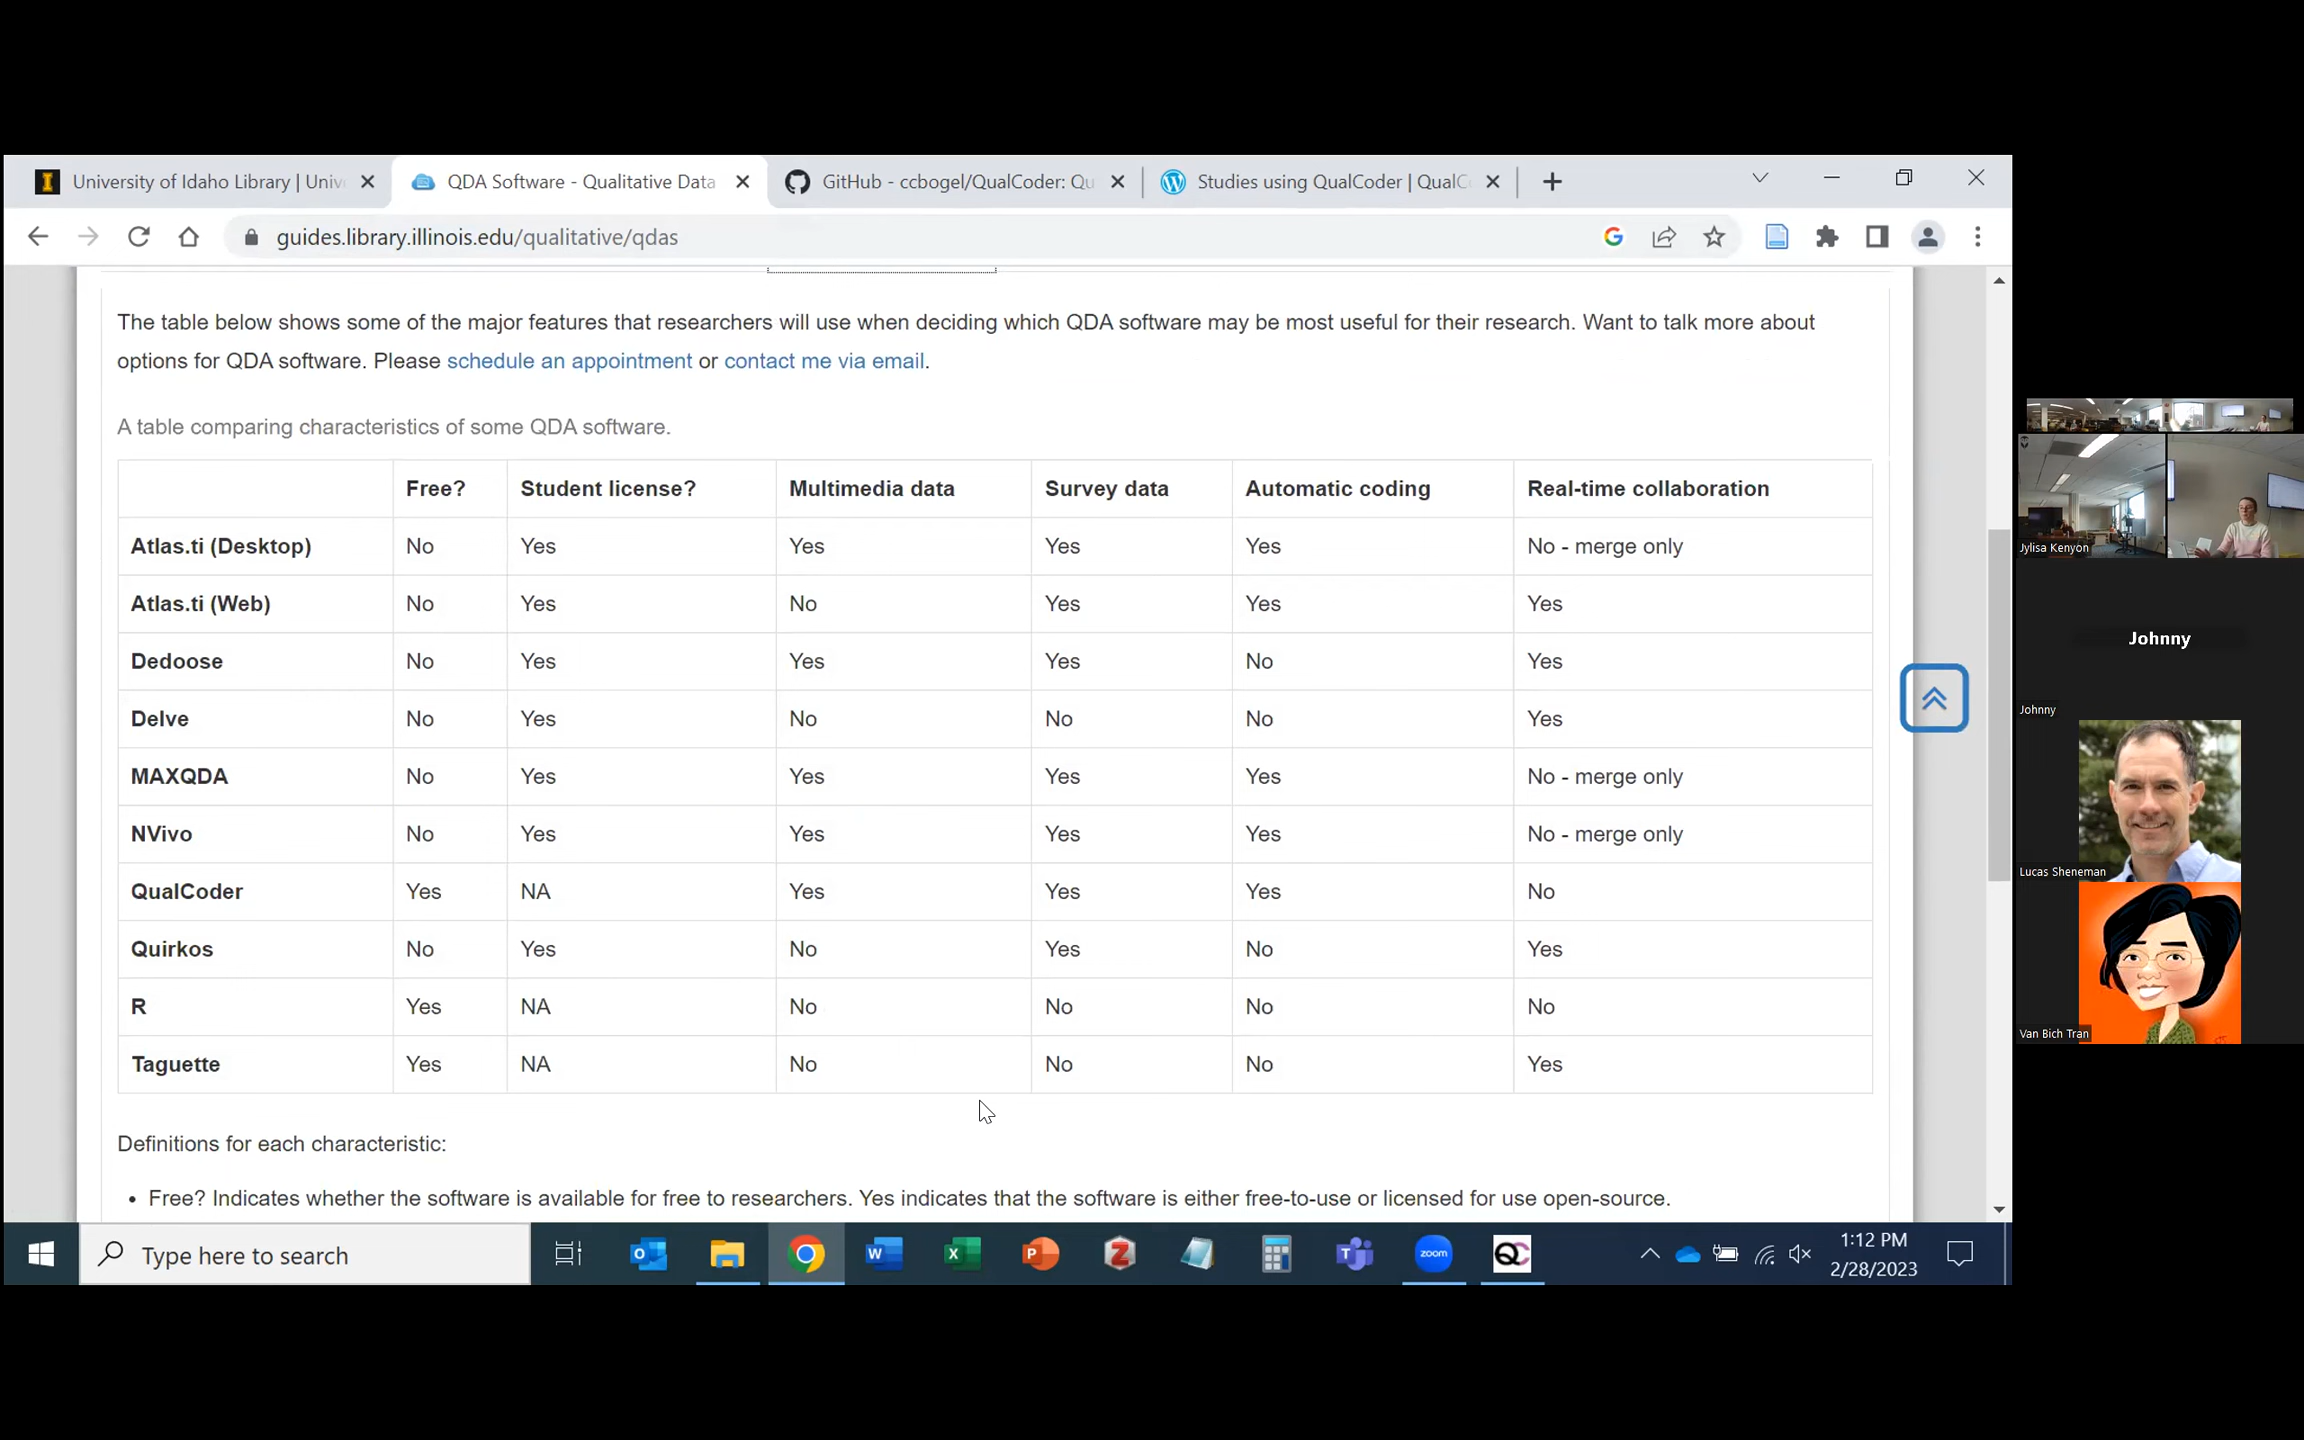 University of Idaho Library | Univ
QDA Software - Qualitative Data
GitHub - ccbogel/QualCoder: Qu
Studies using QualCoder | QualC
guides.library.illinois.edu/qualitative/qdas
The table below shows some of the major features that researchers will use when deciding which QDA software may be most useful for their research. Want to talk more about
options for QDA software. Please schedule an appointment or contact me via email.
A table comparing characteristics of some QDA software.
Free? Student license? Multimedia data Survey data Automatic coding Real-time collaboration
Atlas.ti (Desktop) No Yes Yes Yes Yes No - merge only
Atlas.ti (Web) No Yes No Yes Yes Yes
Dedoose No Yes Yes Yes No Yes
Delve No Yes No No No Yes
MAXQDA No Yes Yes Yes Yes No - merge only
NVivo No Yes Yes Yes Yes No - merge only
QualCoder Yes NA Yes Yes Yes No
Quirkos No Yes No Yes No Yes
R Yes NA No No No No
Taguette Yes NA No No No Yes
Definitions for each characteristic:
• Free? Indicates whether the software is available for free to researchers. Yes indicates that the software is either free-to-use or licensed for use open-source.
Type here to search
zoom
QC
1:12 PM
2/28/2023
Jylisa Kenyon
Johnny
Johnny
Lucas Sheneman
Van Bich Tran